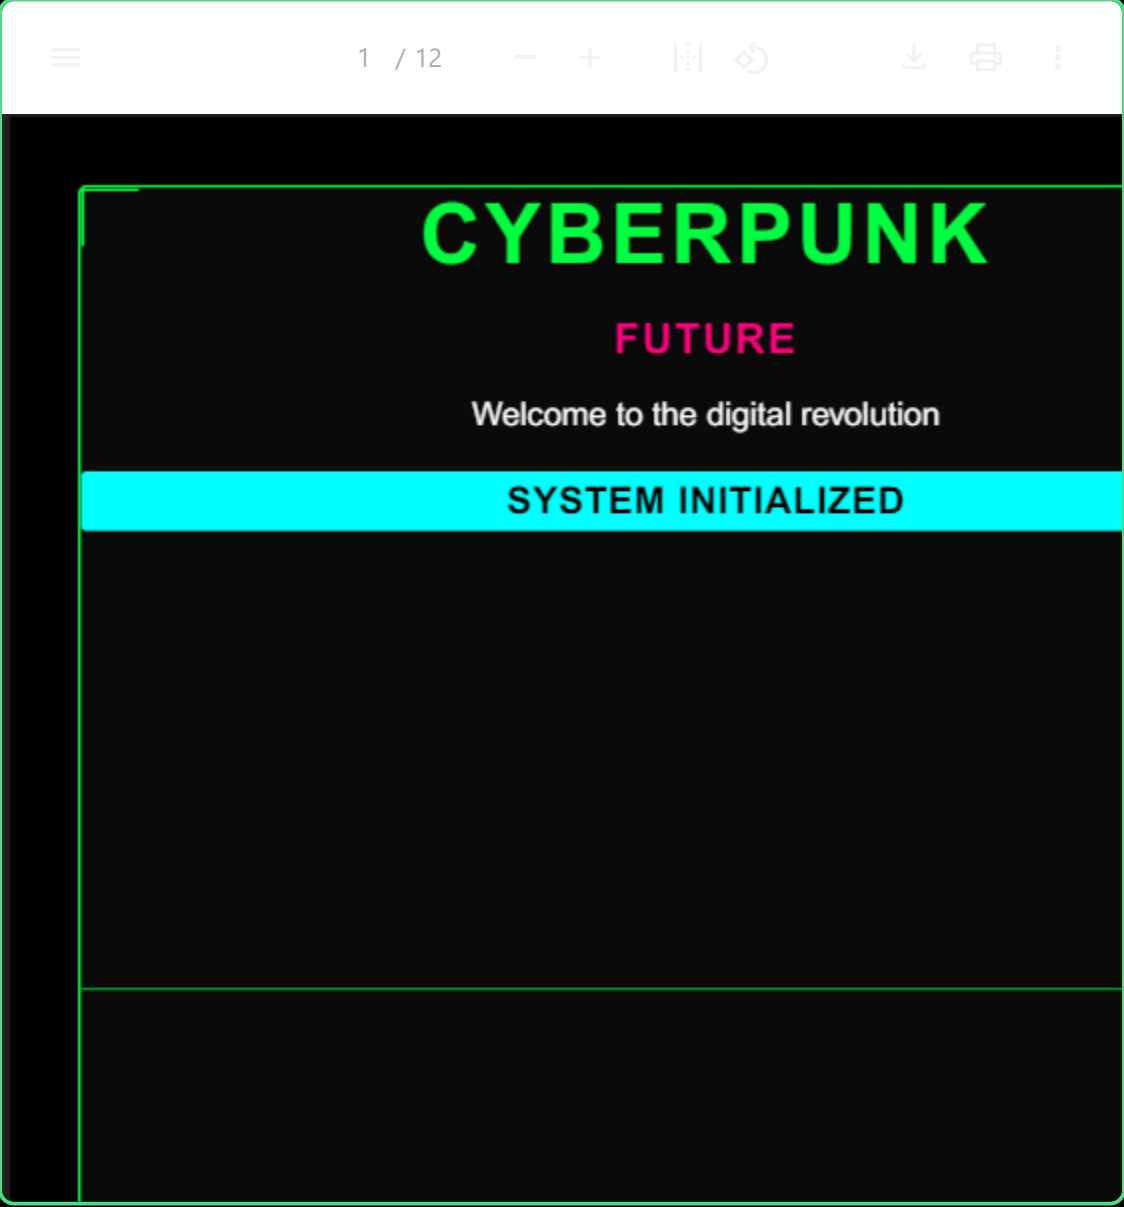 1 / 12
CYBERPUNK
FUTURE
Welcome to the digital revolution
SYSTEM INITIALIZED